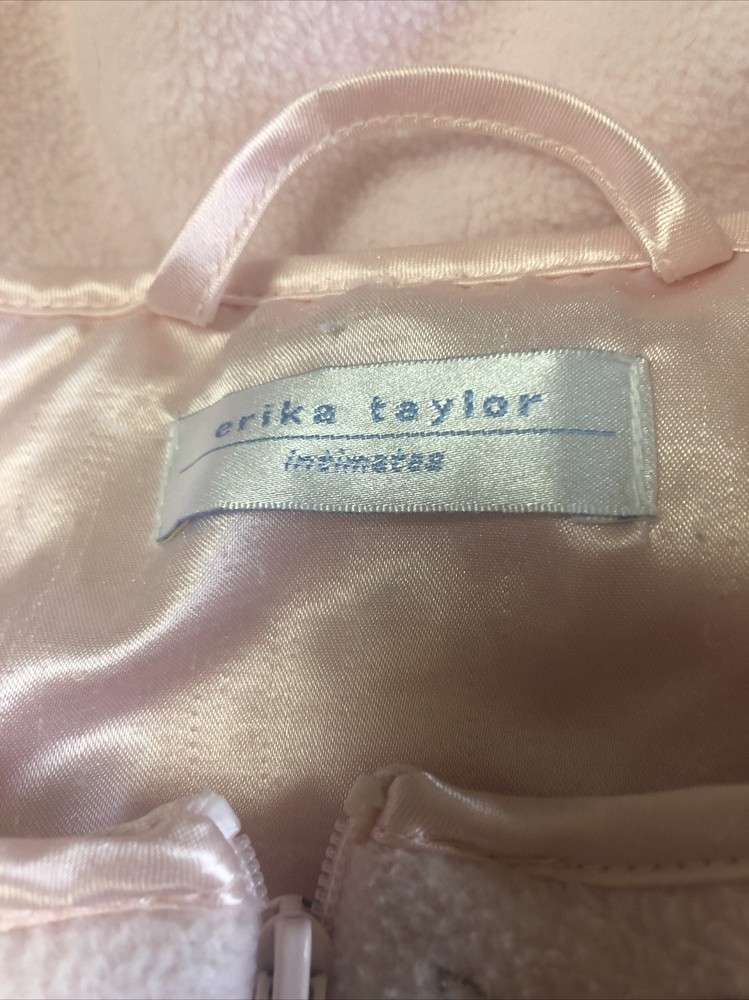 erika taylor
intimates